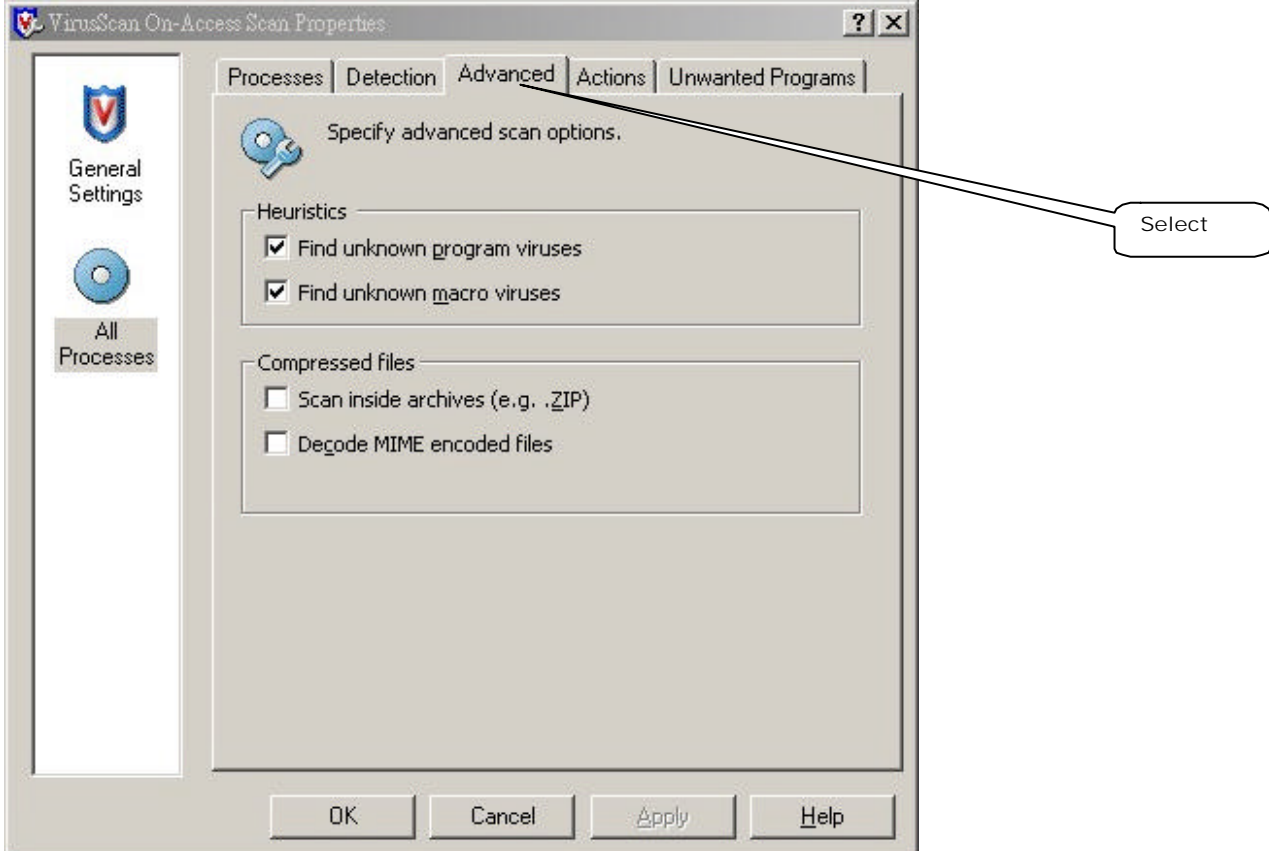 VirusScan On-Access Scan Properties
General
Settings
All
Processes
Processes
Detection
Advanced
Actions
Unwanted Programs
Specify advanced scan options.
Heuristics
Find unknown program viruses
Find unknown macro viruses
Compressed files
Scan inside archives (e.g. .ZIP)
Decode MIME encoded files
Select
OK
Cancel
Apply
Help